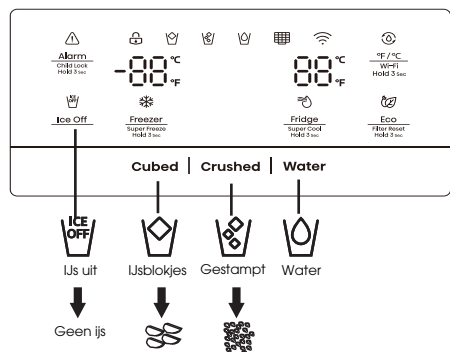 °C
°F
-88
°C
°F
88
Alarm
Child Lock
Hold 3 Sec
°F/°C
Wi-Fi
Hold 3 Sec
ICE OFF
Ice Off
Freezer
Super Freeze
Hold 3 Sec
Fridge
Super Cool
Hold 3 Sec
Eco
Filter Reset
Hold 3 Sec
Cubed | Crushed | Water
ICE
OFF
IJs uit
IJsblokjes
Gestampt
Water
Geen ijs